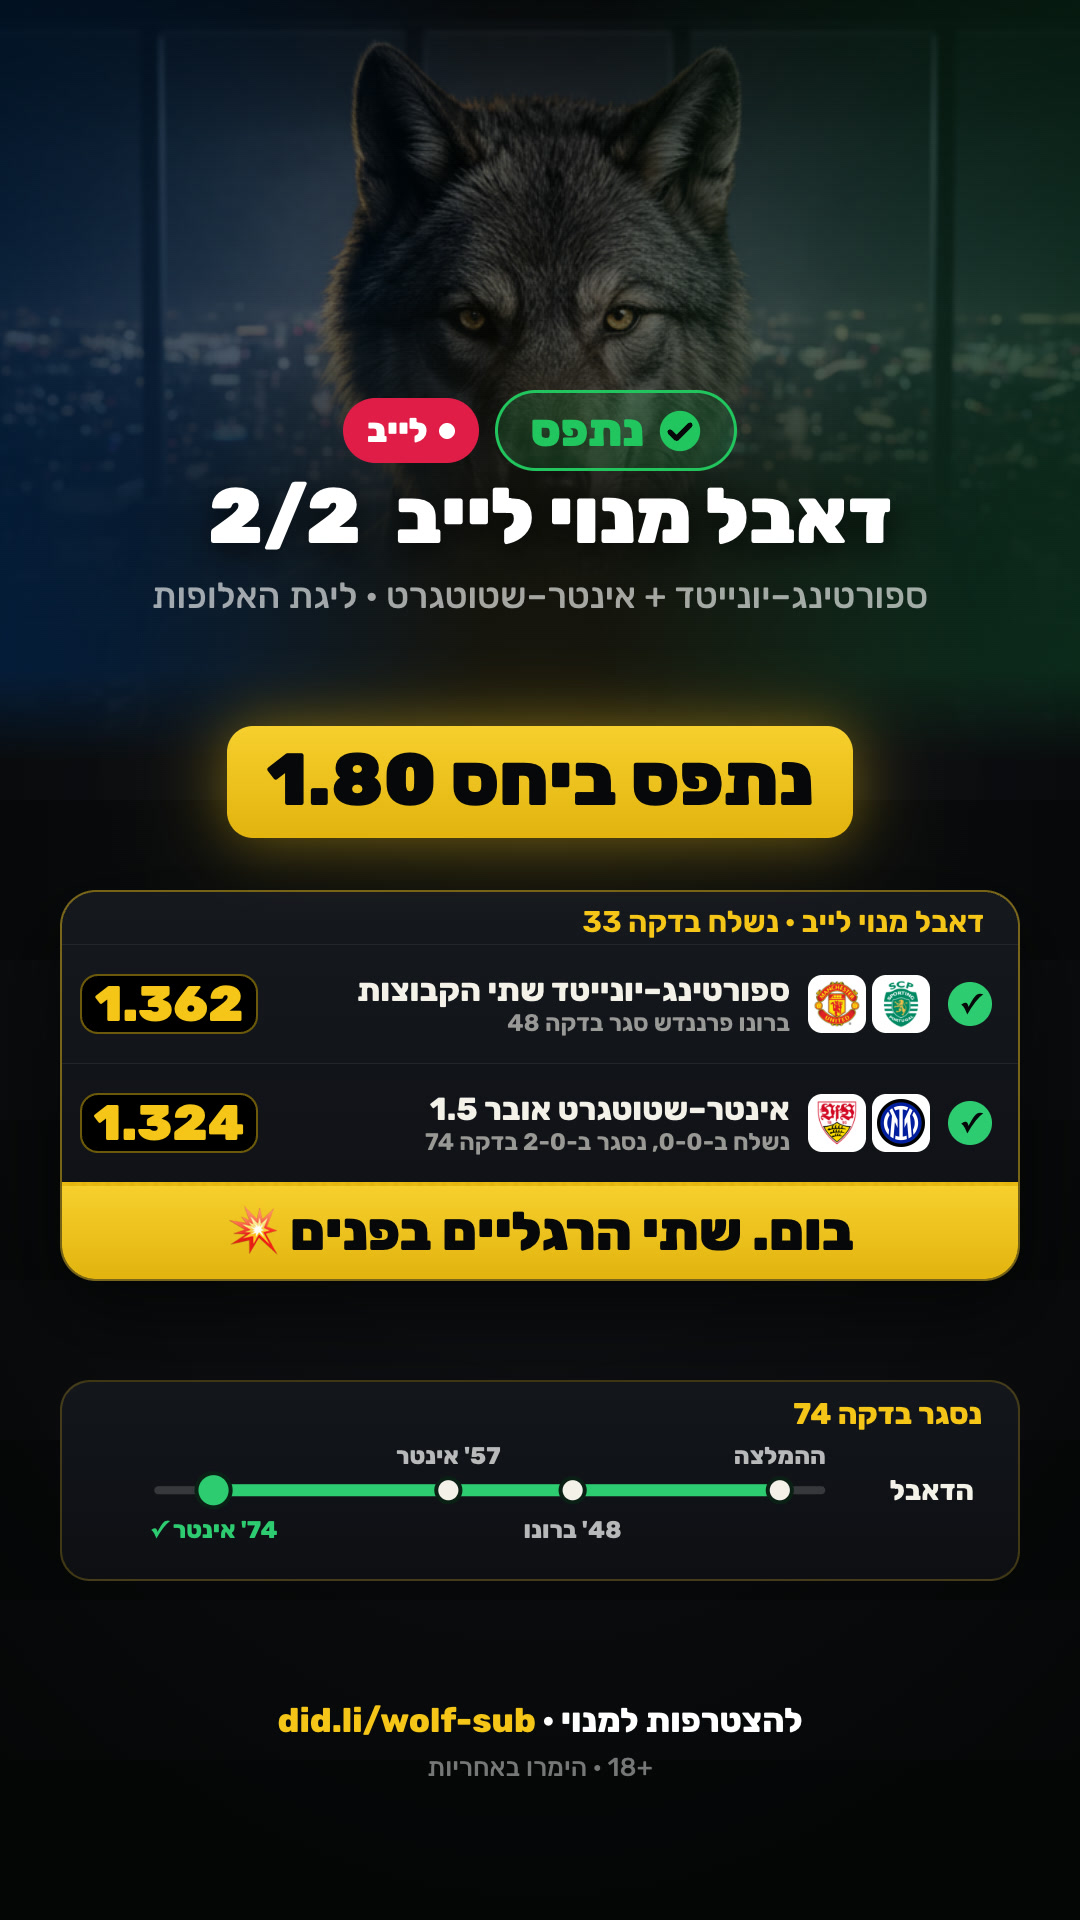 נתפס • לייב
דאבל מנוי לייב 2/2
ספורטינג-יונייטד + אינטר-שטוטגרט • ליגת האלופות
נתפס ביחס 1.80
דאבל מנוי לייב • נשלח בדקה 33
ספורטינג-יונייטד שתי הקבוצות 1.362
ברונו פרננדש סגר בדקה 48
אינטר-שטוטגרט אובר 1.5 1.324
נשלח ב-0-0, נסגר ב-2-0 בדקה 74
בום. שתי הרגליים בפנים 💥
נסגר בדקה 74
ההמלצה 57' אינטר
הדאבל
48' ברונו 74' אינטר ✓
להצטרפות למנוי • did.li/wolf-sub
18+ • הימרו באחריות